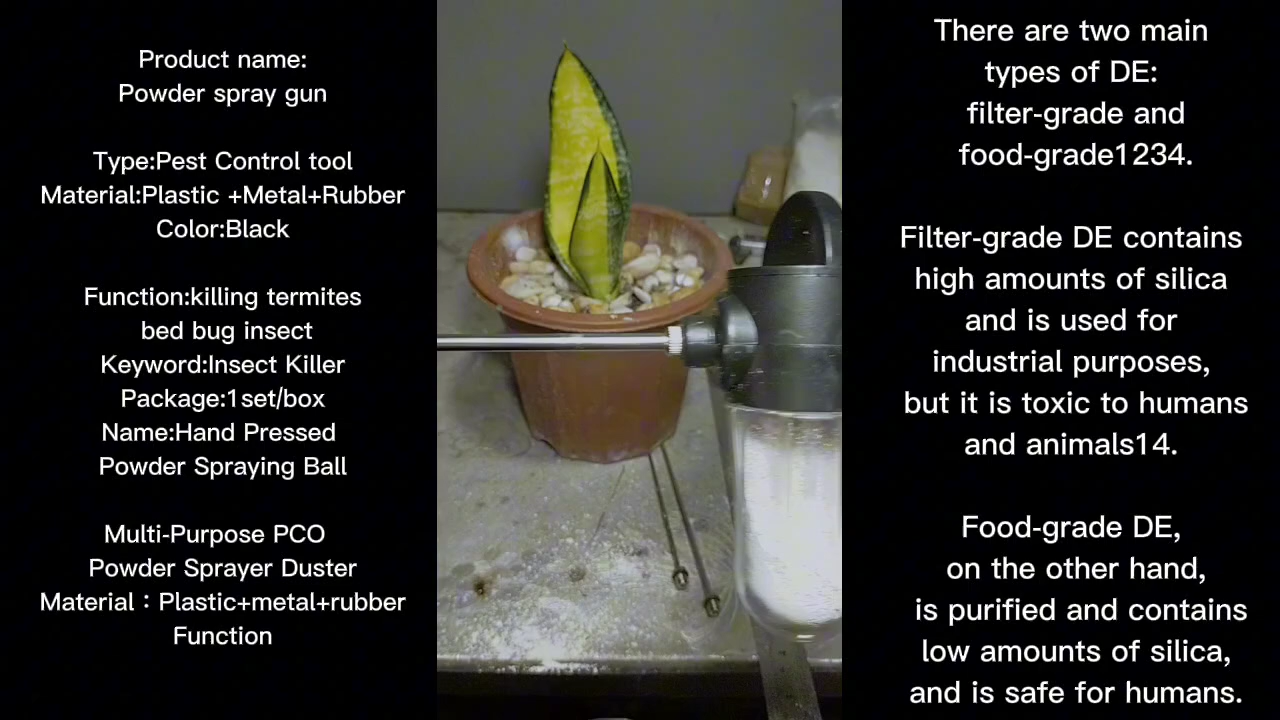 Product name:
Powder spray gun
Type:Pest Control tool
Material:Plastic +Metal+Rubber
Color:Black
Function:killing termites
bed bug insect
Keyword:Insect Killer
Package:1set/box
Name:Hand Pressed
Powder Spraying Ball
Multi-Purpose PCO
Powder Sprayer Duster
Material：Plastic+metal+rubber
Function
There are two main
types of DE:
filter-grade and
food-grade1234.
Filter-grade DE contains
high amounts of silica
and is used for
industrial purposes,
but it is toxic to humans
and animals14.
Food-grade DE,
on the other hand,
is purified and contains
low amounts of silica,
and is safe for humans.